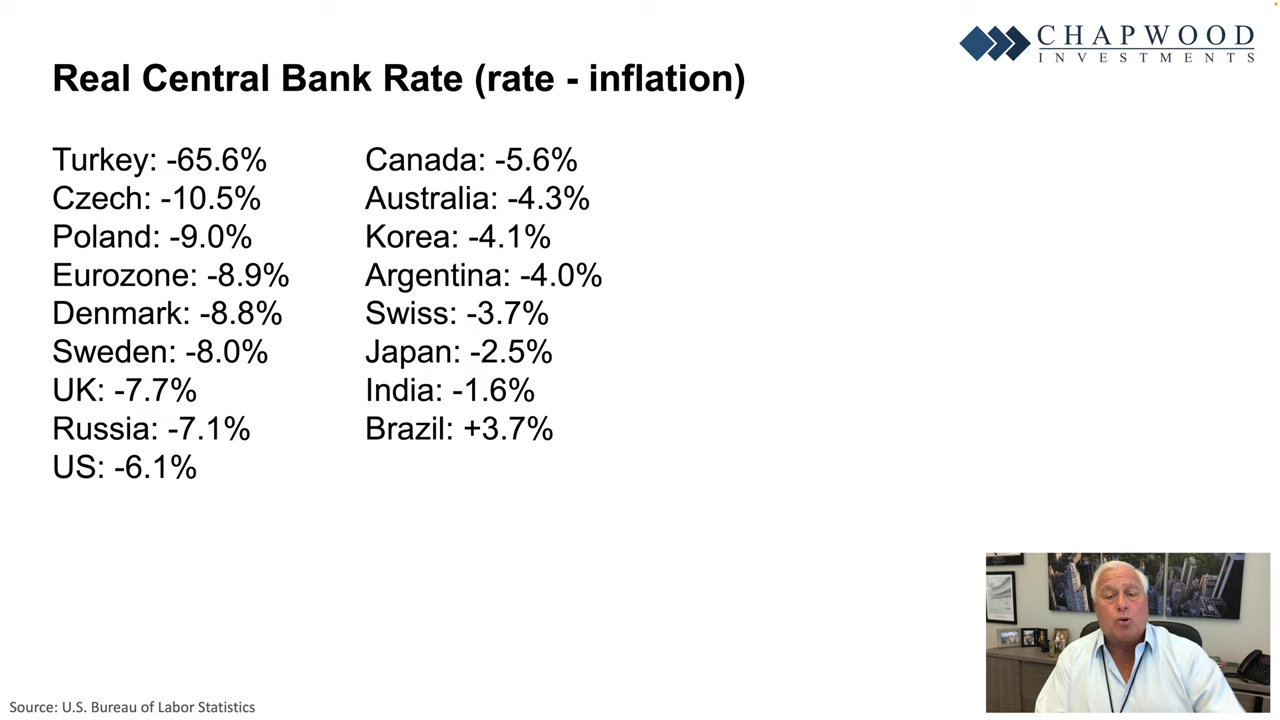 CHAPWOOD
INVESTMENTS
Real Central Bank Rate (rate - inflation)
Turkey: -65.6%
Czech: -10.5%
Poland: -9.0%
Eurozone: -8.9%
Denmark: -8.8%
Sweden: -8.0%
UK: -7.7%
Russia: -7.1%
US: -6.1%
Canada: -5.6%
Australia: -4.3%
Korea: -4.1%
Argentina: -4.0%
Swiss: -3.7%
Japan: -2.5%
India: -1.6%
Brazil: +3.7%
Source: U.S. Bureau of Labor Statistics